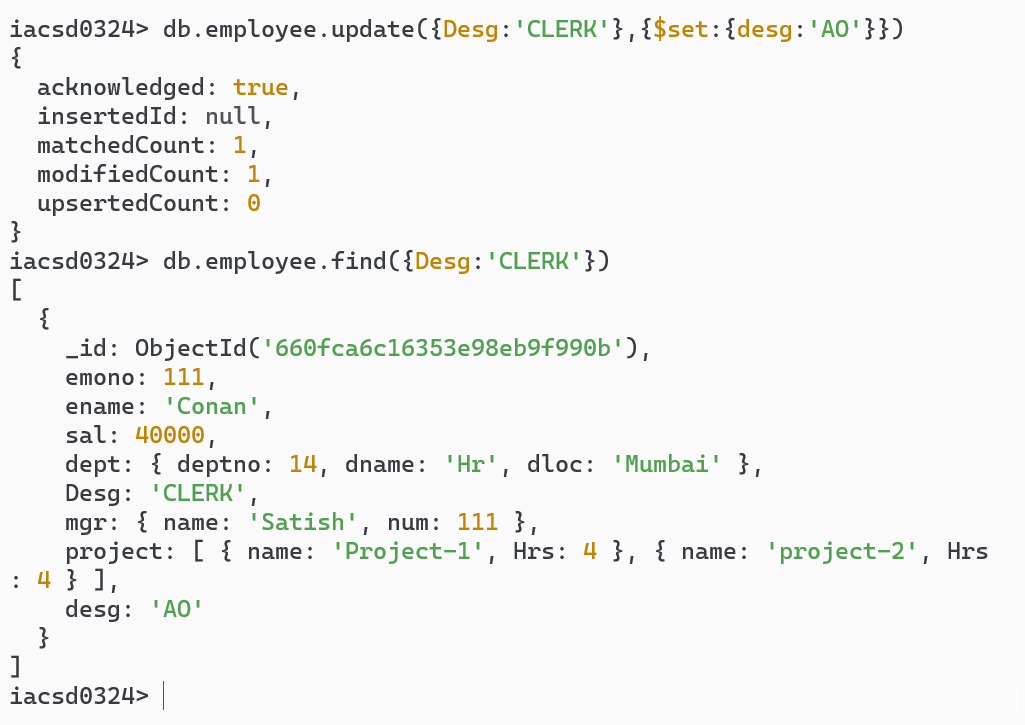 iacsd0324> db.employee.update({Desg:'CLERK'},{$set:{desg:'AO'}})
{
  acknowledged: true,
  insertedId: null,
  matchedCount: 1,
  modifiedCount: 1,
  upsertedCount: 0
}
iacsd0324> db.employee.find({Desg:'CLERK'})
[
  {
    _id: ObjectId('660fca6c16353e98eb9f990b'),
    emono: 111,
    ename: 'Conan',
    sal: 40000,
    dept: { deptno: 14, dname: 'Hr', dloc: 'Mumbai' },
    Desg: 'CLERK',
    mgr: { name: 'Satish', num: 111 },
    project: [ { name: 'Project-1', Hrs: 4 }, { name: 'project-2', Hrs
: 4 } ],
    desg: 'AO'
  }
]
iacsd0324>